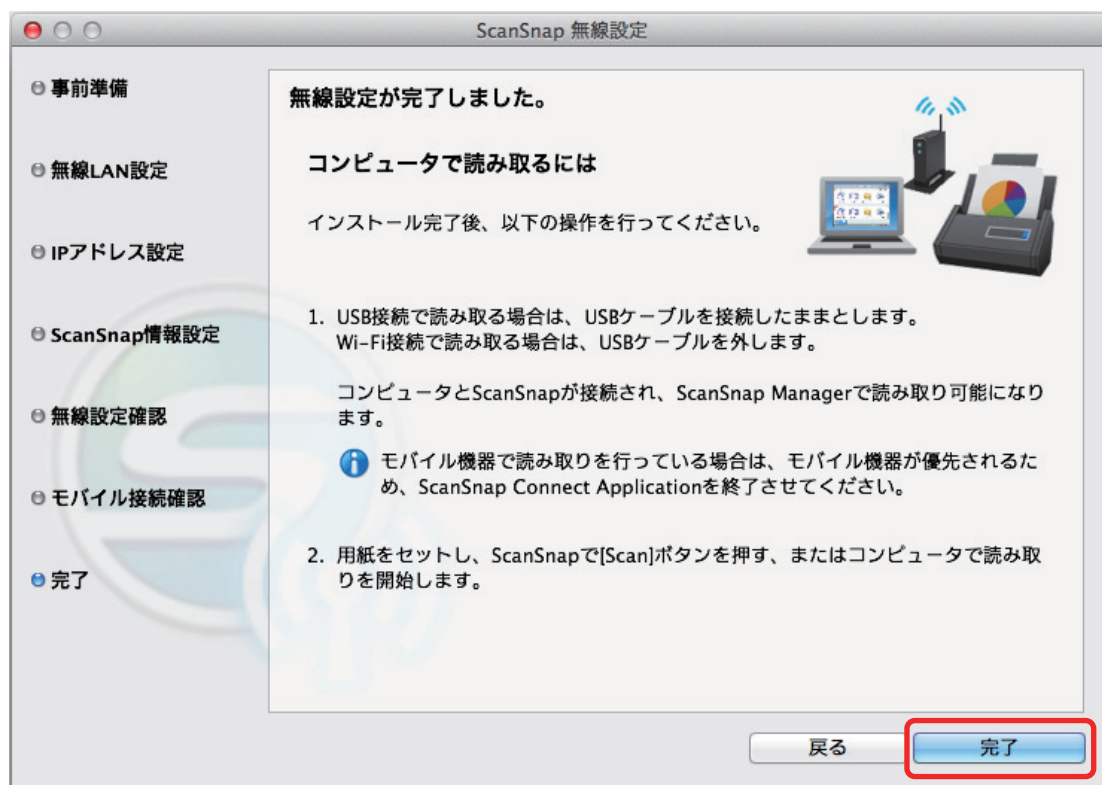 ScanSnap 無線設定
事前準備
無線LAN設定
IPアドレス設定
ScanSnap情報設定
無線設定確認
モバイル接続確認
完了
無線設定が完了しました。
コンピュータで読み取るには
インストール完了後、以下の操作を行ってください。
1. USB接続で読み取る場合は、USBケーブルを接続したままとします。
Wi-Fi接続で読み取る場合は、USBケーブルを外します。
コンピュータとScanSnapが接続され、ScanSnap Managerで読み取り可能になり
ます。
モバイル機器で読み取りを行っている場合は、モバイル機器が優先されるた
め、ScanSnap Connect Applicationを終了させてください。
2. 用紙をセットし、ScanSnapで[Scan]ボタンを押す、またはコンピュータで読み取
りを開始します。
戻る
完了